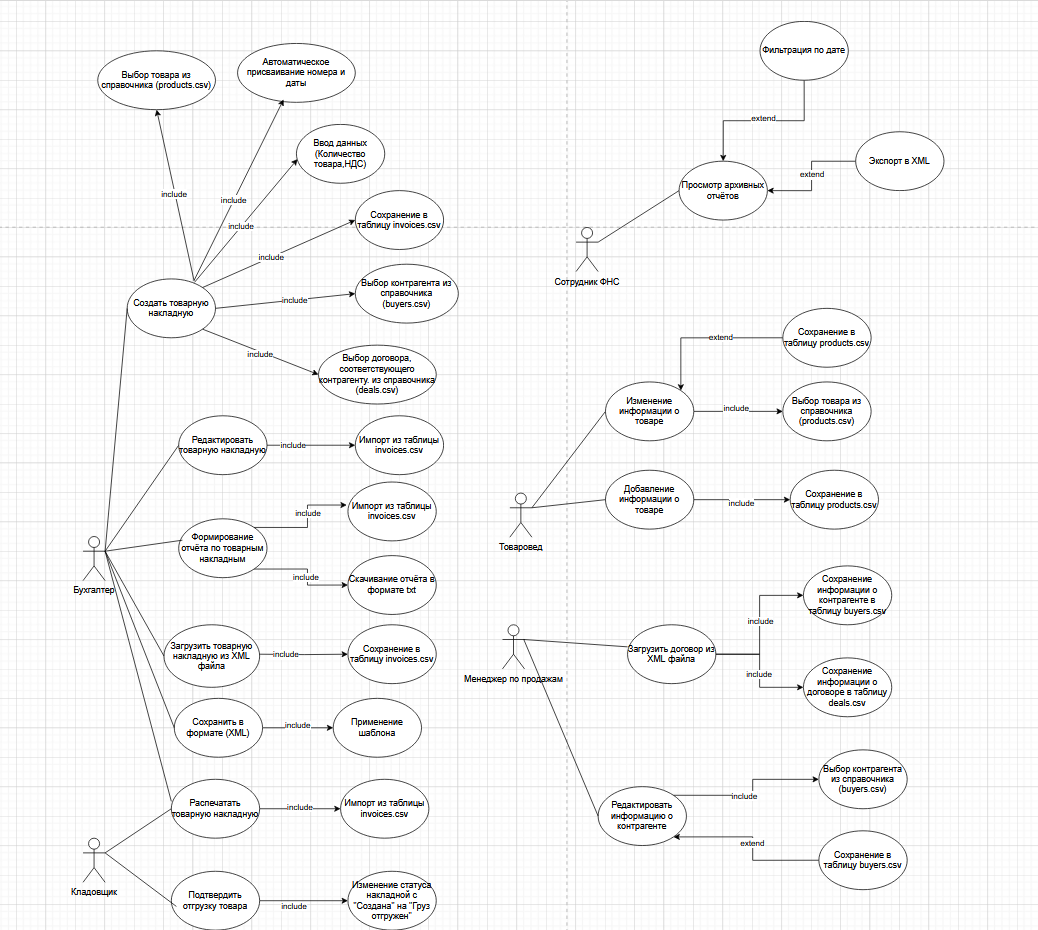 Выбор товара из
справочника (products.csv)
Автоматическое
присваивание номера и
даты
Ввод данных
(Количество
товара,НДС)
include
include
include
Сохранение в
таблицу invoices.csv
include
Создать товарную
накладную
include
Выбор контрагента из
справочника
(buyers.csv)
include
Выбор договора,
соответствующего
контрагенту. из справочника
(deals.csv)
Редактировать
товарную накладную
include
Импорт из таблицы
invoices.csv
Формирование
отчёта по товарным
накладным
include
Импорт из таблицы
invoices.csv
include
Скачивание отчёта в
формате txt
Бухгалтер
Загрузить товарную
накладную из XML
файла
include
Сохранение в
таблицу invoices.csv
Сохранить в
формате (XML)
include
Применение
шаблона
Распечатать
товарную накладную
include
Импорт из таблицы
invoices.csv
Кладовщик
Подтвердить
отгрузку товара
include
Изменение статуса
накладной с
"Создана" на "Груз
отгружен"
Фильтрация по дате
extend
Экспорт в XML
extend
Просмотр архивных
отчётов
Сотрудник ФНС
Сохранение в
таблицу products.csv
extend
Изменение
информации о
товаре
include
Выбор товара из
справочника
(products.csv)
Добавление
информации о
товаре
include
Сохранение в
таблицу products.csv
Товаровед
Сохранение
информации о
контрагенте в
таблицу buyers.csv
include
Загрузить договор из
XML файла
include
Сохранение
информации о
договоре в таблицу
deals.csv
Менеджер по продажам
Выбор контрагента
из справочника
(buyers.csv)
include
Редактировать
информацию о
контрагенте
extend
Сохранение в
таблицу buyers.csv